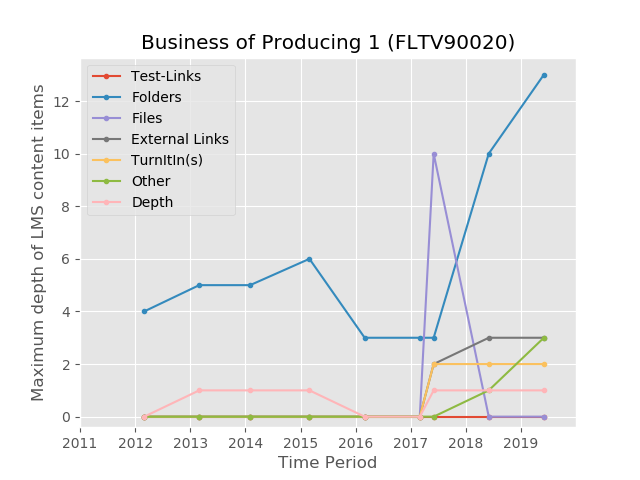 Business of Producing 1 (FLTV90020)
Test-Links
Folders
Files
External Links
TurnItIn(s)
Other
Depth
Maximum depth of LMS content items
12
10
8
6
4
2
0
2011 2012 2013 2014 2015 2016 2017 2018 2019
Time Period